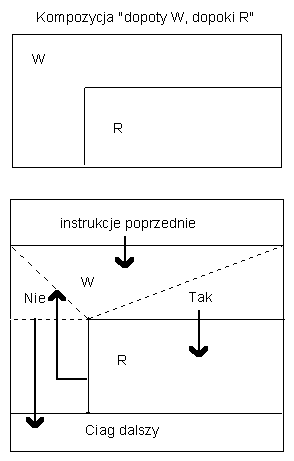 Kompozycja "dopoty W, dopoki R"
W
R
instrukcje poprzednie
W
Nie
Tak
R
Ciag dalszy